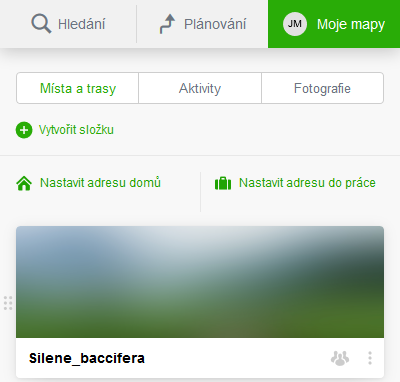 Hledání Plánování JM Moje mapy
Místa a trasy Aktivity Fotografie
Vytvořit složku
Nastavit adresu domů Nastavit adresu do práce
Silene_baccifera